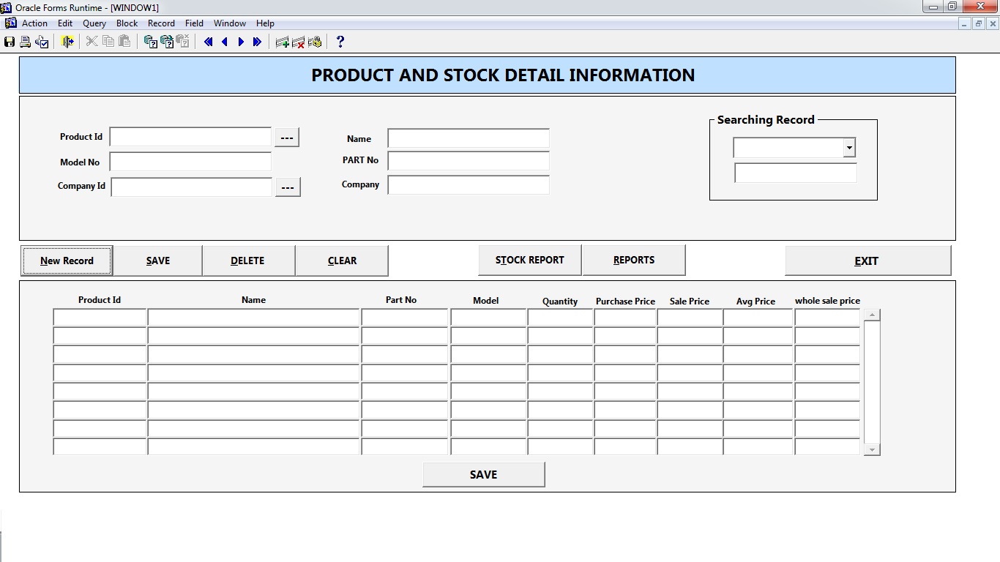 Oracle Forms Runtime - [WINDOW1]
Action Edit Query Block Record Field Window Help
PRODUCT AND STOCK DETAIL INFORMATION
Searching Record
Product Id --- Name
Model No PART No
Company Id --- Company
New Record SAVE DELETE CLEAR STOCK REPORT REPORTS EXIT
Product Id Name Part No Model Quantity Purchase Price Sale Price Avg Price whole sale price
SAVE